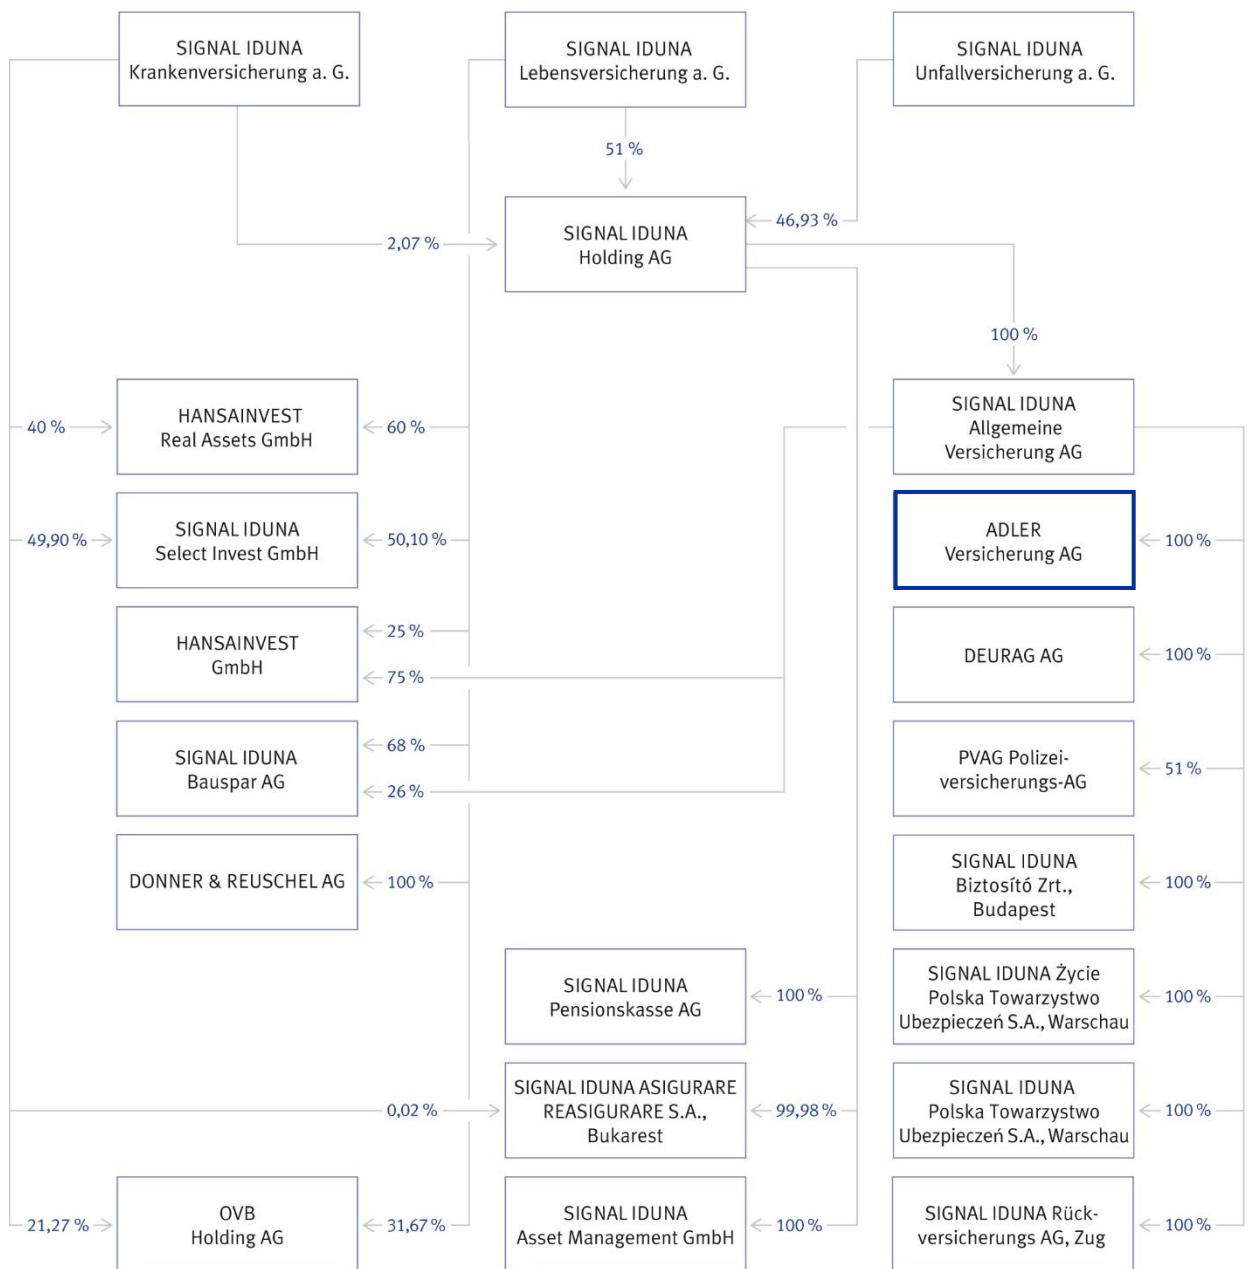 SIGNAL IDUNA
Krankenversicherung a. G.
SIGNAL IDUNA
Lebensversicherung a. G.
SIGNAL IDUNA
Unfallversicherung a. G.
51 %
46,93 %
2,07 %
SIGNAL IDUNA
Holding AG
100 %
40 %
HANSAINVEST
Real Assets GmbH
60 %
SIGNAL IDUNA
Allgemeine
Versicherung AG
49,90 %
SIGNAL IDUNA
Select Invest GmbH
50,10 %
ADLER
Versicherung AG
100 %
HANSAINVEST
GmbH
25 %
75 %
DEURAG AG
100 %
SIGNAL IDUNA
Bauspar AG
68 %
26 %
PVAG Polizei-
versicherungs-AG
51 %
DONNER & REUSCHEL AG
100 %
SIGNAL IDUNA
Biztosító Zrt.,
Budapest
100 %
SIGNAL IDUNA
Pensionskasse AG
100 %
SIGNAL IDUNA Życie
Polska Towarzystwo
Ubezpieczeń S.A., Warschau
100 %
0,02 %
SIGNAL IDUNA ASIGURARE
REASIGURARE S.A.,
Bukarest
99,98 %
SIGNAL IDUNA
Polska Towarzystwo
Ubezpieczeń S.A., Warschau
100 %
21,27 %
OVB
Holding AG
31,67 %
SIGNAL IDUNA
Asset Management GmbH
100 %
SIGNAL IDUNA Rück-
versicherungs AG, Zug
100 %